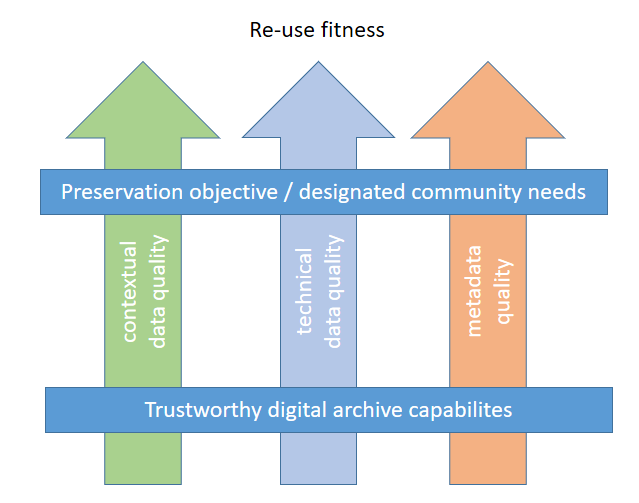 Re-use fitness
Preservation objective / designated community needs
contextual
data quality
technical
data quality
metadata
quality
Trustworthy digital archive capabilites